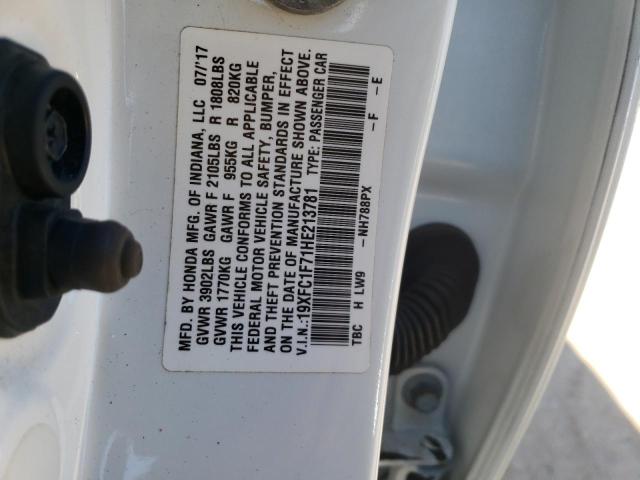 MFD. BY HONDA MFG. OF INDIANA, LLC 07/'17
GVWR 3902LBS GAWR F 2105LBS R 1808LBS
GVWR 1770KG GAWR F 955KG R 820KG
THIS VEHICLE CONFORMS TO ALL APPLICABLE
FEDERAL MOTOR VEHICLE SAFETY, BUMPER,
AND THEFT PREVENTION STANDARDS IN EFFECT
ON THE DATE OF MANUFACTURE SHOWN ABOVE.
V.I.N.:19XFC1F71HE213781 TYPE: PASSENGER CAR
TBC H LW9 -NH788PX -F -E